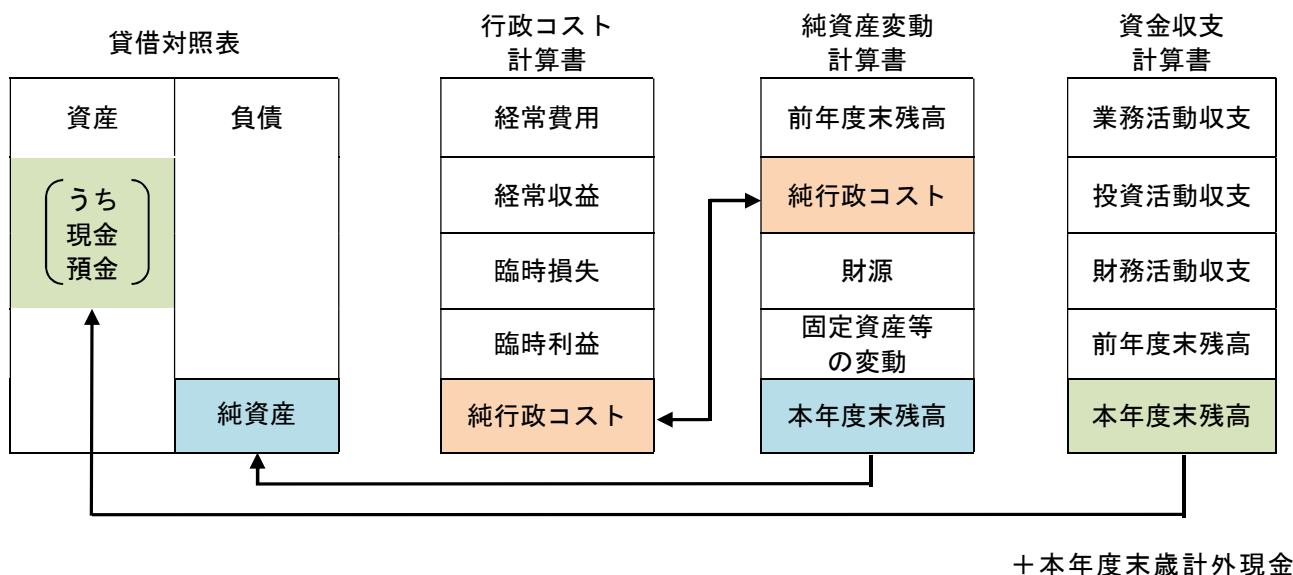 貸借対照表
資産
負債
うち
現金
預金
純資産
行政コスト
計算書
経常費用
経常収益
臨時損失
臨時利益
純行政コスト
純資産変動
計算書
前年度末残高
純行政コスト
財源
固定資産等
の変動
本年度末残高
資金収支
計算書
業務活動収支
投資活動収支
財務活動収支
前年度末残高
本年度末残高
＋本年度末歳計外現金